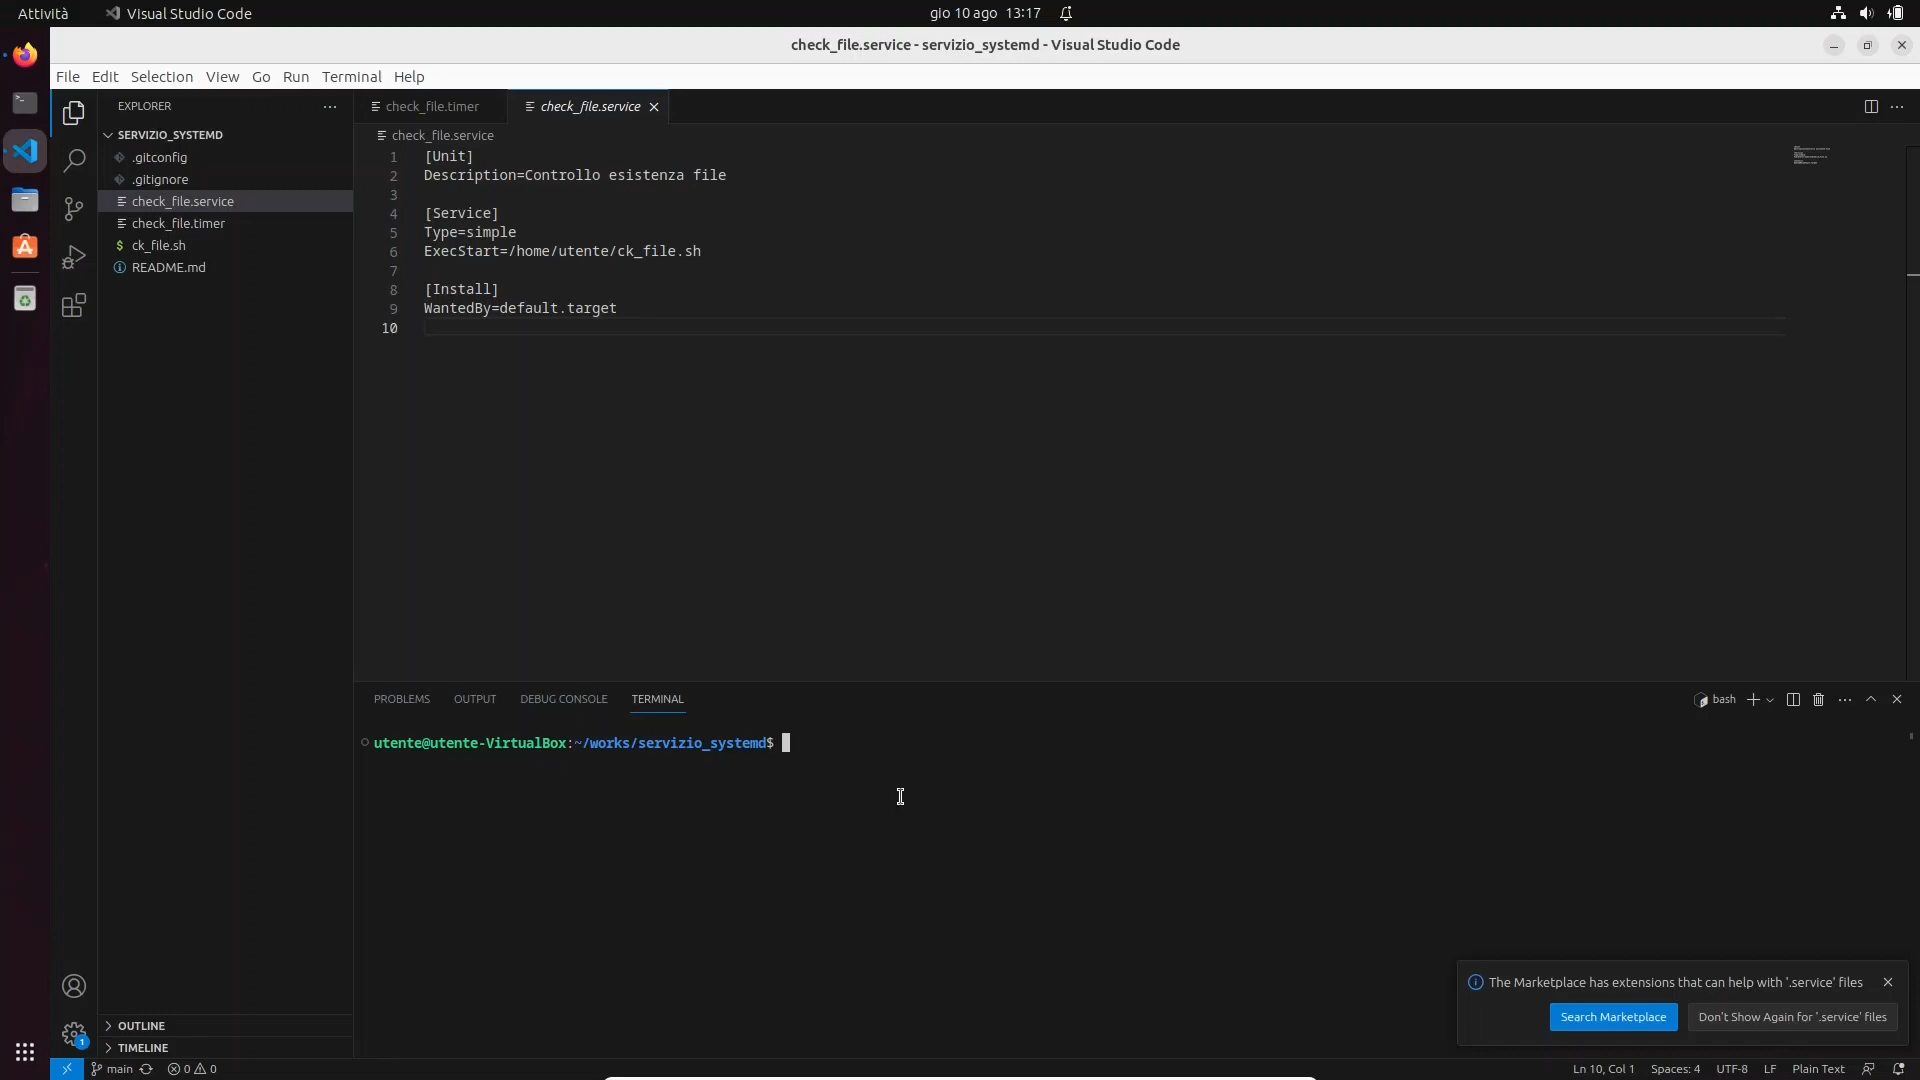 Attività
Visual Studio Code
gio 10 ago 13:17
check_file.service - servizio_systemd - Visual Studio Code
File Edit Selection View Go Run Terminal Help
EXPLORER
SERVIZIO_SYSTEMD
.gitconfig
.gitignore
check_file.service
check_file.timer
ck_file.sh
README.md
OUTLINE
TIMELINE
check_file.timer
check_file.service
check_file.service
1 [Unit]
2 Description=Controllo esistenza file
3
4 [Service]
5 Type=simple
6 ExecStart=/home/utente/ck_file.sh
7
8 [Install]
9 WantedBy=default.target
10
PROBLEMS OUTPUT DEBUG CONSOLE TERMINAL
bash
utente@utente-VirtualBox:~/works/servizio_systemd$
The Marketplace has extensions that can help with '.service' files
Search Marketplace
Don't Show Again for '.service' files
1
main
0 0
Ln 10, Col 1 Spaces: 4 UTF-8 LF Plain Text